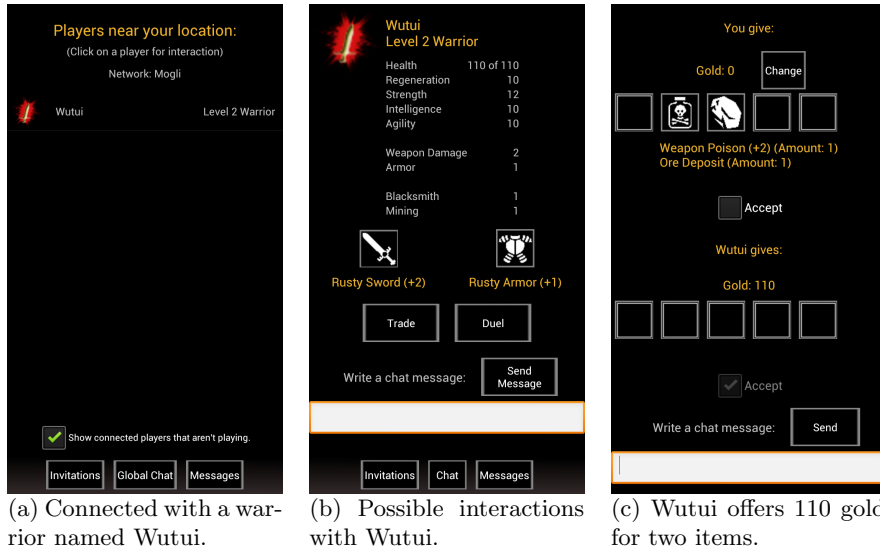 Players near your location:
(Click on a player for interaction)
Network: Mogli
Wutui Level 2 Warrior
Show connected players that aren't playing.
Invitations Global Chat Messages
(a) Connected with a war-
rior named Wutui.
Wutui
Level 2 Warrior
Health 110 of 110
Regeneration 10
Strength 12
Intelligence 10
Agility 10
Weapon Damage 2
Armor 1
Blacksmith 1
Mining 1
Rusty Sword (+2) Rusty Armor (+1)
Trade Duel
Write a chat message: Send
Message
Invitations Chat Messages
(b) Possible interactions
with Wutui.
You give:
Gold: 0 Change
Weapon Poison (+2) (Amount: 1)
Ore Deposit (Amount: 1)
Accept
Wutui gives:
Gold: 110
Accept
Write a chat message: Send
(c) Wutui offers 110 gold
for two items.